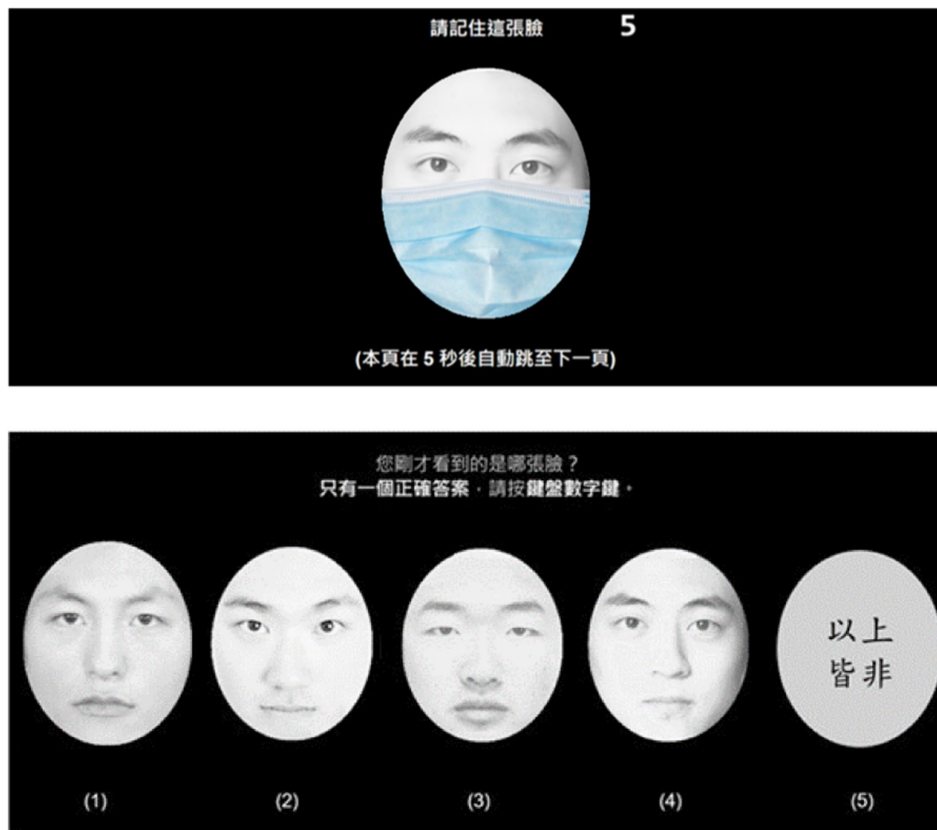 請記住這張臉 5
(本頁在 5 秒後自動跳至下一頁)
您剛才看到的是哪張臉？
只有一個正確答案，請按鍵盤數字鍵。
以上
皆非
(1) (2) (3) (4) (5)